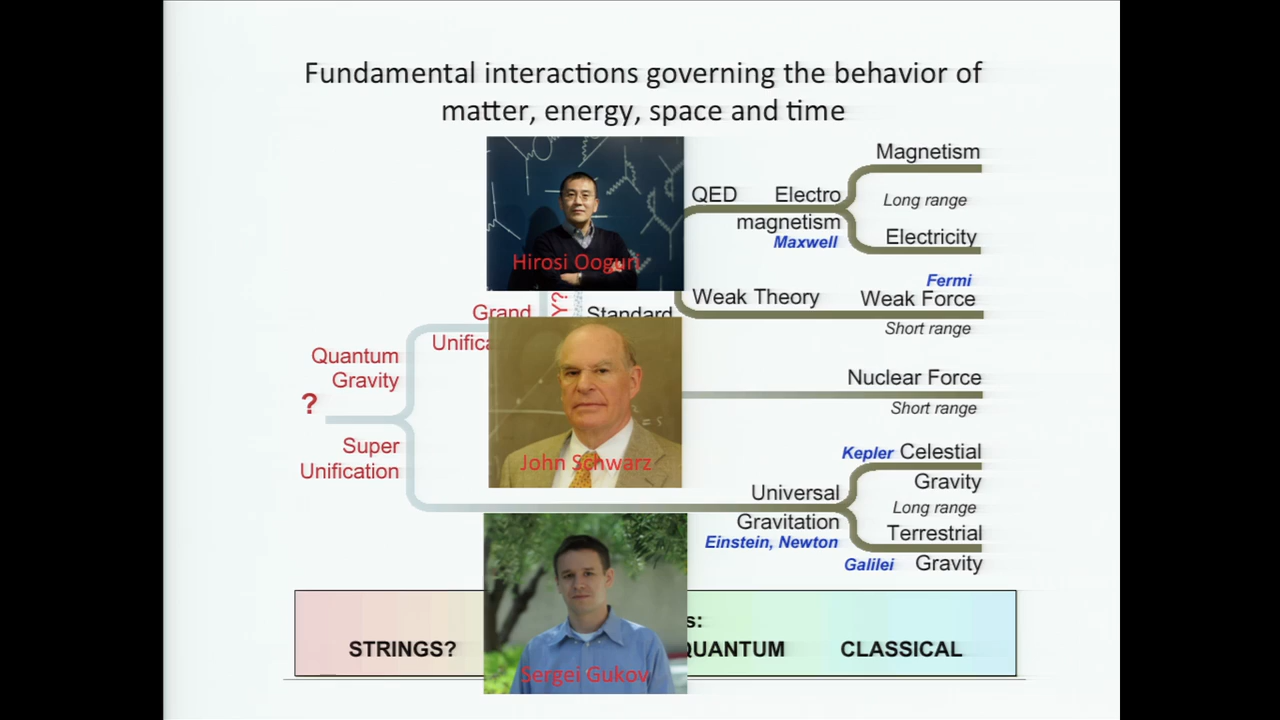 Fundamental interactions governing the behavior of
matter, energy, space and time
Magnetism
QED Electro
Long range
magnetism
Maxwell
Electricity
Hirosi Ooguri
Fermi
Weak Theory
Weak Force
Short range
Grand
Y?
Standard
Quantum
Gravity
?
Nuclear Force
Short range
Super
Unification
John Schwarz
Kepler Celestial
Gravity
Long range
Universal
Gravitation
Einstein, Newton
Terrestrial
Galilei Gravity
STRINGS?
CLASSICAL
Sergei Gukov